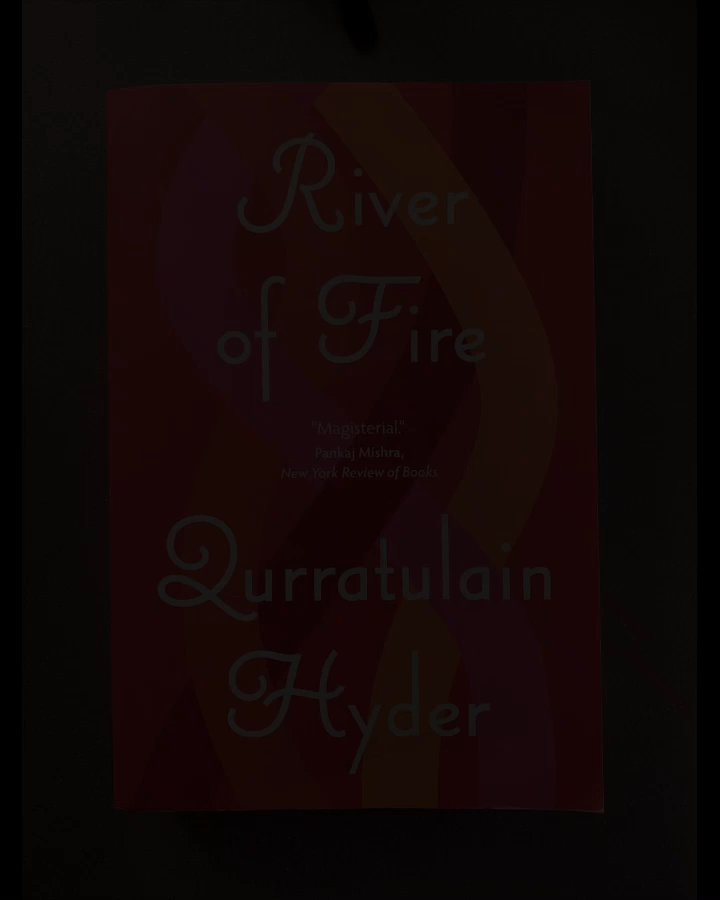 River
of Fire
"Magisterial."
Pankaj Mishra,
New York Review of Books
Qurratulain
Hyder